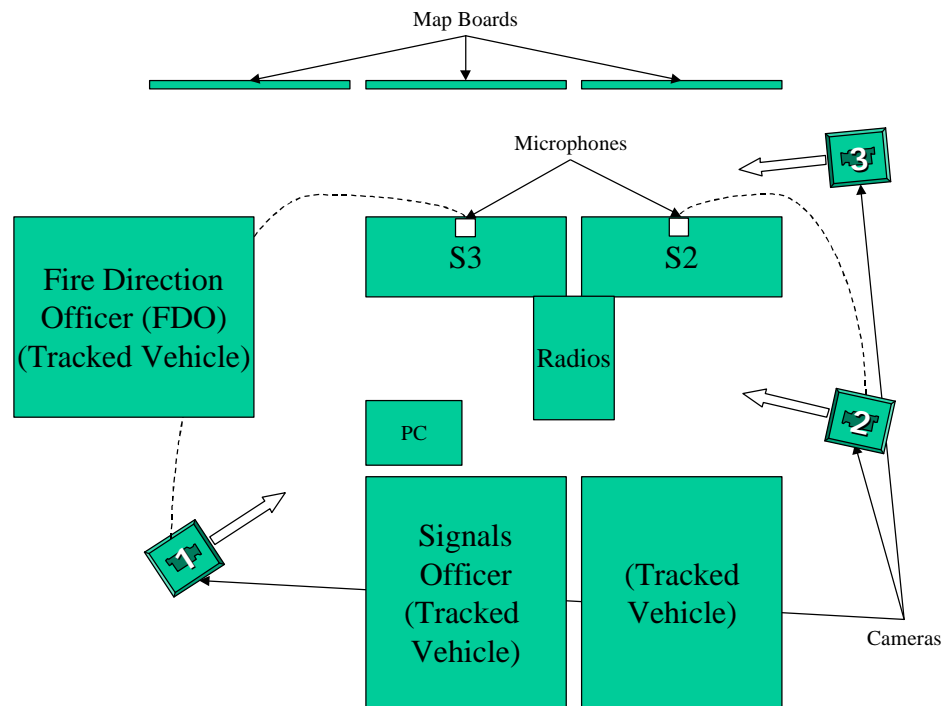 Map Boards
Microphones
3
S3
S2
Fire Direction
Officer (FDO)
(Tracked Vehicle)
Radios
2
PC
1
Signals
Officer
(Tracked
Vehicle)
(Tracked
Vehicle)
Cameras